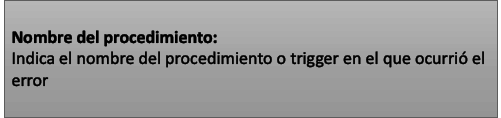 Nombre del procedimiento:
Indica el nombre del procedimiento o trigger en el que ocurrió el
error